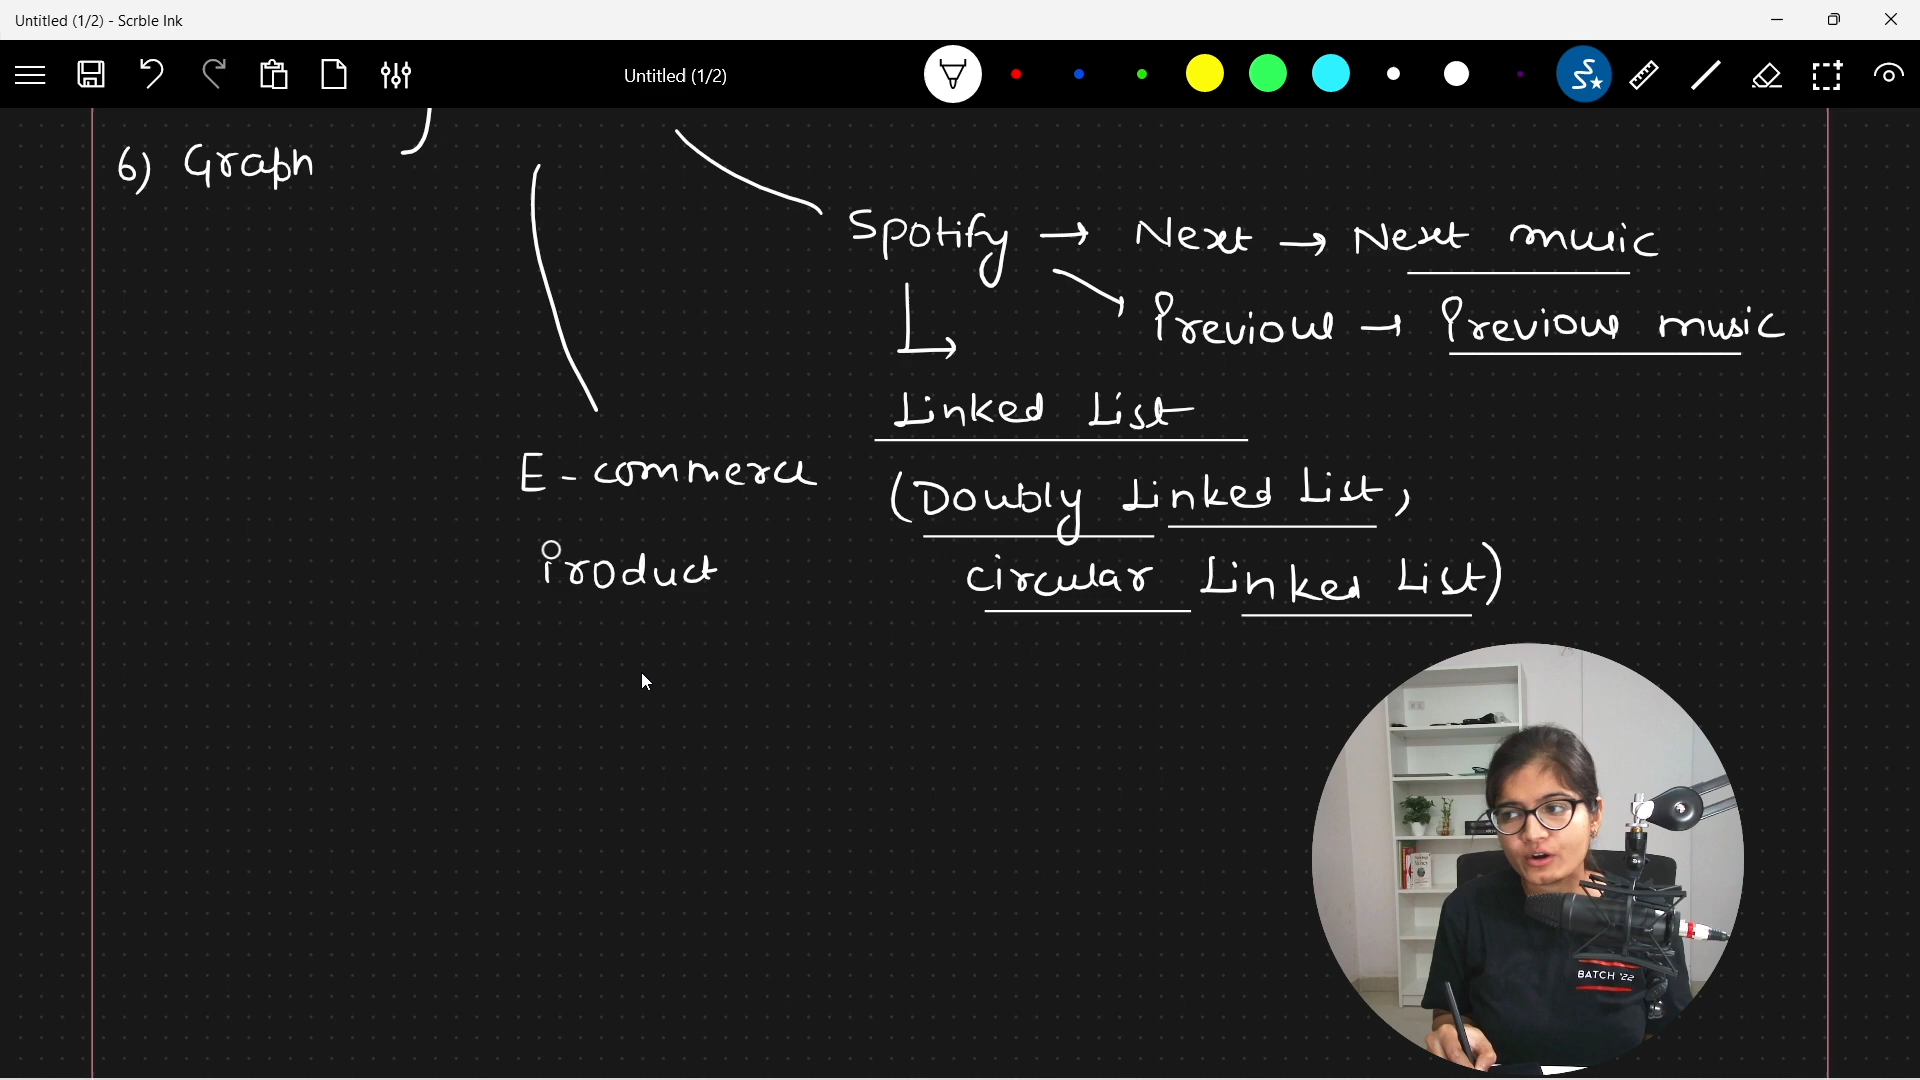 Untitled (1/2) - Scrble Ink
Untitled (1/2)
6) Graph
Spotify → Next → Next music
Previous → Previous music
Linked List
E - commerce
(Doubly Linked List,
Product
circular Linked List)
BATCH '22